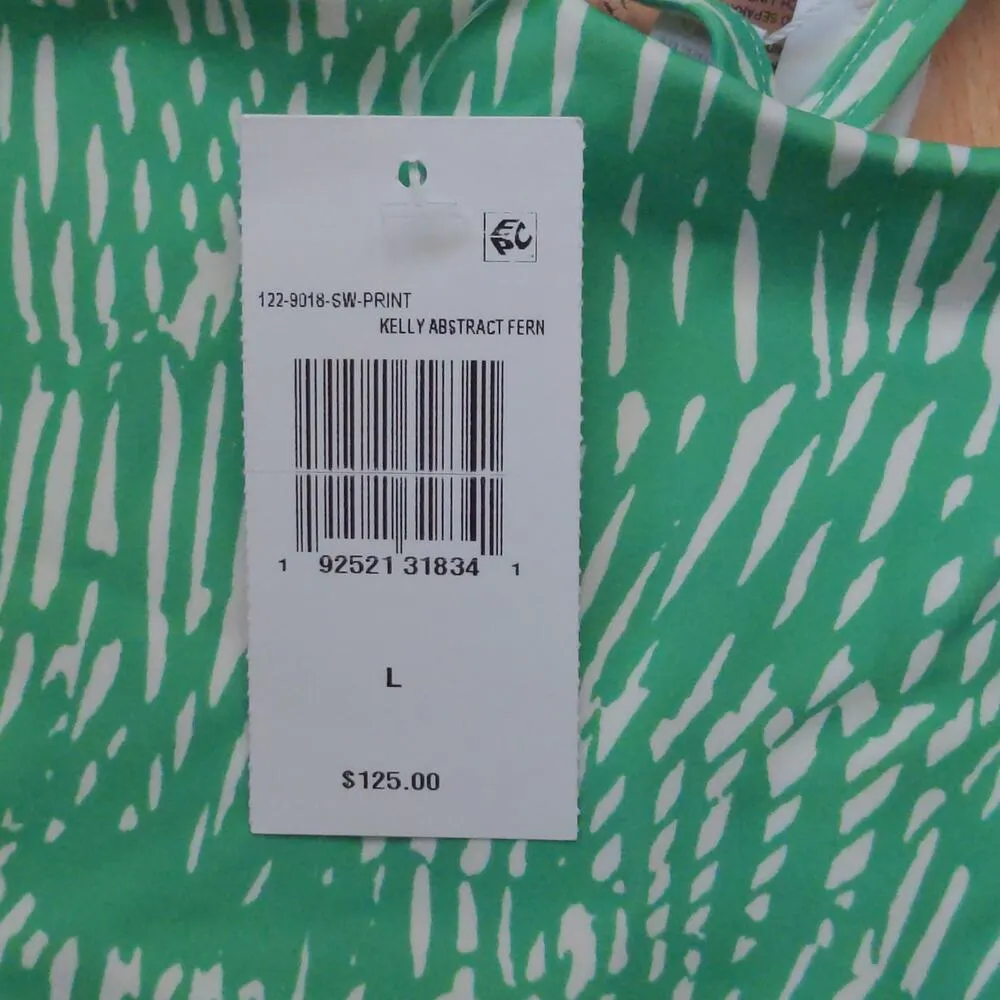 EPC
122-9018-SW-PRINT
KELLY ABSTRACT FERN
1 92521 31834 1
L
$125.00